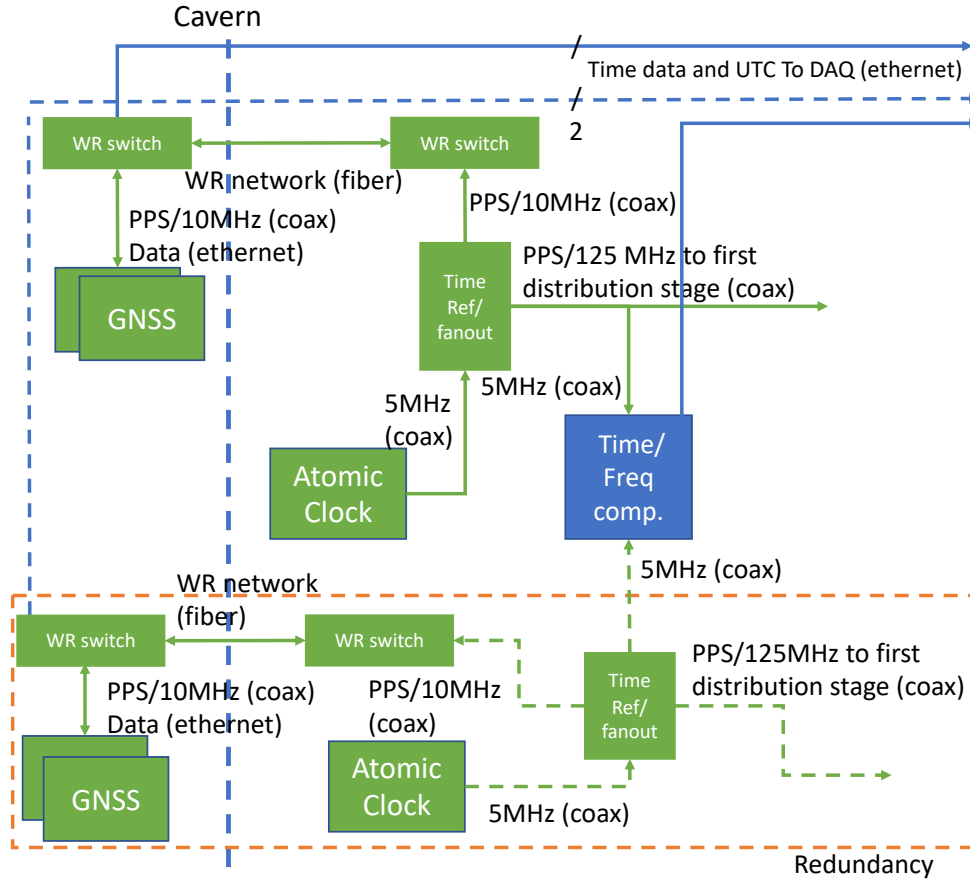 Cavern
Time data and UTC To DAQ (ethernet)
2
WR switch
WR switch
WR network (fiber)
PPS/10MHz (coax)
Data (ethernet)
PPS/10MHz (coax)
GNSS
Time
Ref/
fanout
PPS/125 MHz to first
distribution stage (coax)
5MHz
(coax)
5MHz (coax)
Atomic
Clock
Time/
Freq
comp.
5MHz (coax)
WR network
(fiber)
WR switch
WR switch
PPS/10MHz (coax)
Data (ethernet)
PPS/10MHz
(coax)
Time
Ref/
fanout
PPS/125MHz to first
distribution stage (coax)
GNSS
Atomic
Clock
5MHz (coax)
Redundancy